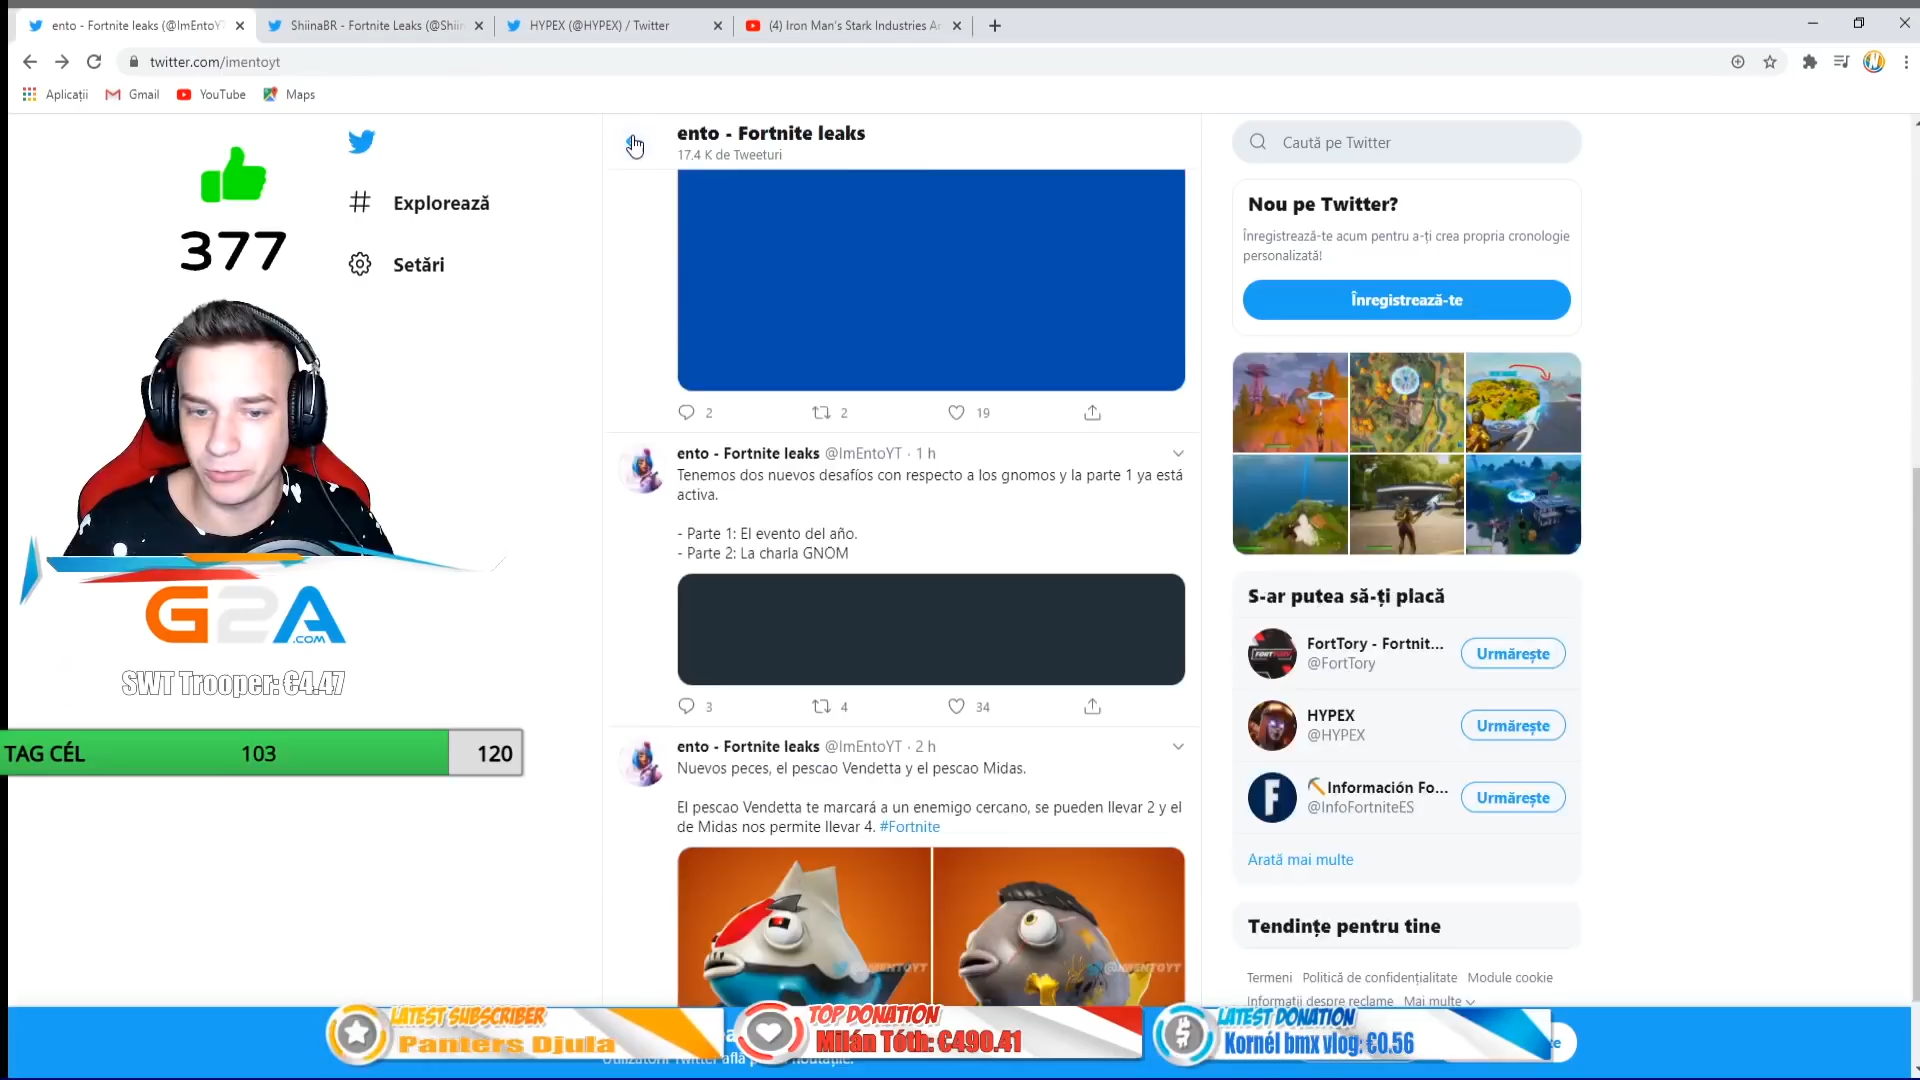 ento - Fortnite leaks (@ImEntoYT
ShiinaBR - Fortnite Leaks (@Shiin
HYPEX (@HYPEX) / Twitter
(4) Iron Man's Stark Industries Ar
twitter.com/imentoyt
Aplicații
Gmail
YouTube
Maps
377
Explorează
Setări
G2A
.COM
SWT Trooper: €4.47
TAG CÉL 103 120
ento - Fortnite leaks
17.4 K de Tweeturi
2 2 19
ento - Fortnite leaks @ImEntoYT · 1 h
Tenemos dos nuevos desafíos con respecto a los gnomos y la parte 1 ya está
activa.
- Parte 1: El evento del año.
- Parte 2: La charla GNOM
3 4 34
ento - Fortnite leaks @ImEntoYT · 2 h
Nuevos peces, el pescao Vendetta y el pescao Midas.
El pescao Vendetta te marcará a un enemigo cercano, se pueden llevar 2 y el
de Midas nos permite llevar 4. #Fortnite
@IMENTOYT
@IMENTOYT
Caută pe Twitter
Nou pe Twitter?
Înregistrează-te acum pentru a-ți crea propria cronologie
personalizată!
Înregistrează-te
S-ar putea să-ți placă
FortTory - Fortnit...
@FortTory
Urmărește
HYPEX
@HYPEX
Urmărește
Información Fo...
@InfoFortniteES
Urmărește
Arată mai multe
Tendințe pentru tine
Termeni Politică de confidențialitate Module cookie
Informații despre reclame Mai multe
LATEST SUBSCRIBER
Panters Djula
TOP DONATION
Milán Tóth: €490.41
LATEST DONATION
Kornél bmx vlog: €0.56